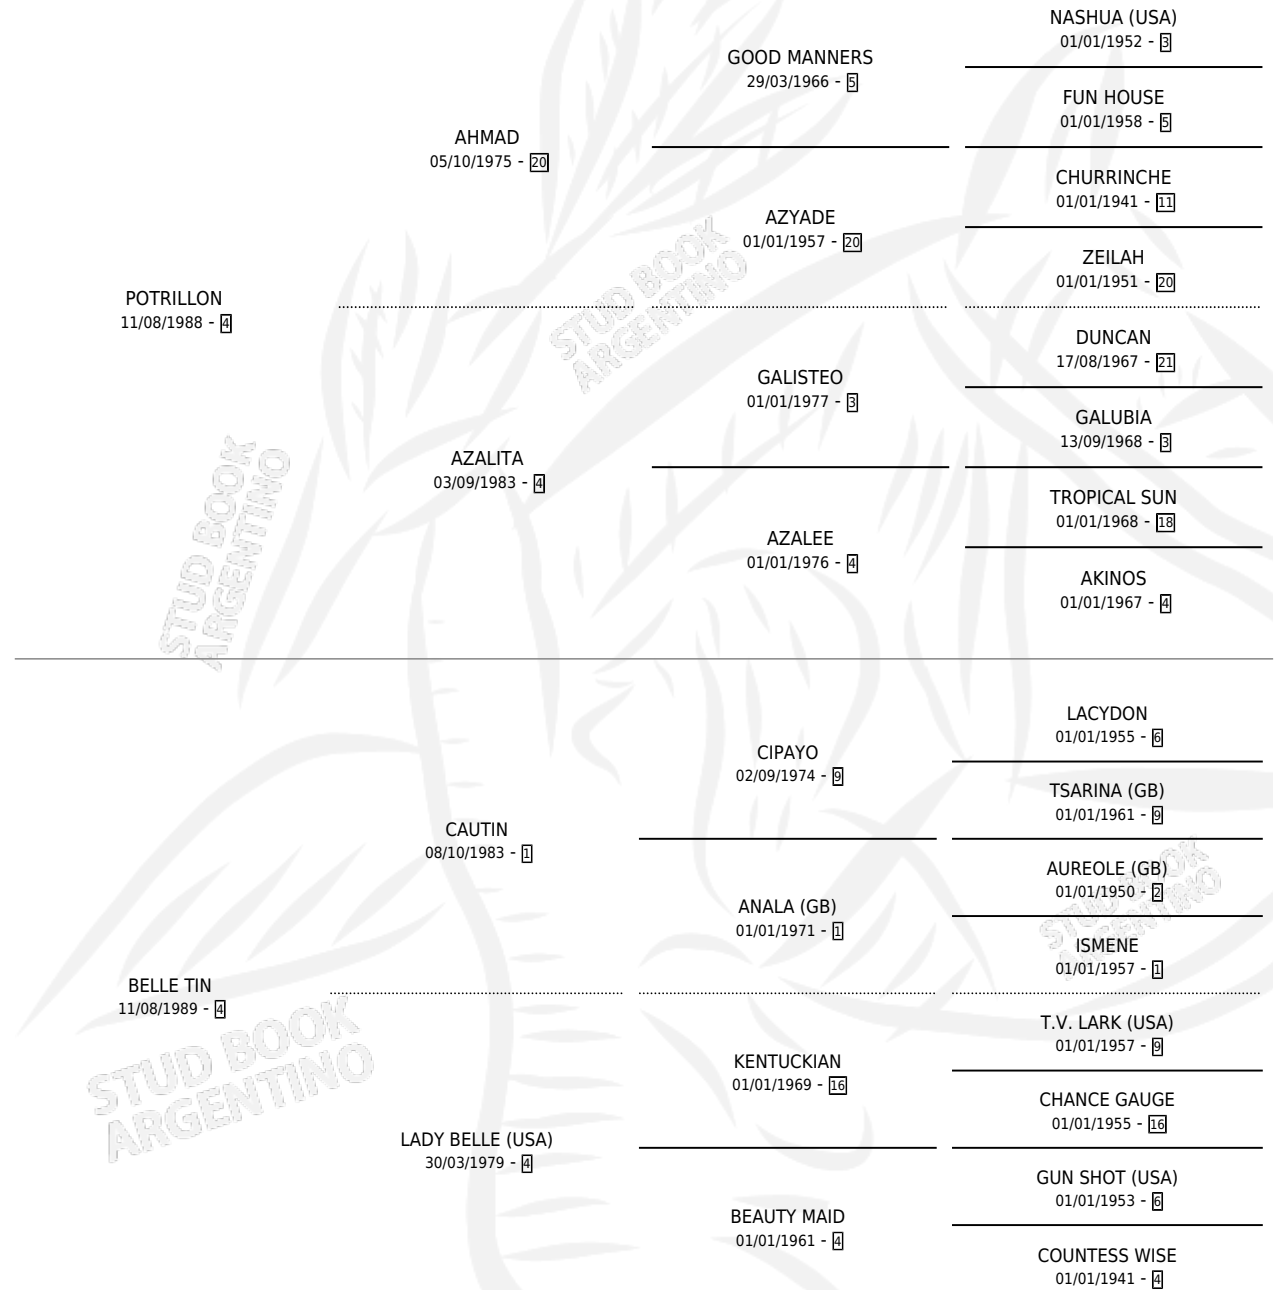 NASHUA (USA)
01/01/1952 - 3
GOOD MANNERS
29/03/1966 - 5
FUN HOUSE
01/01/1958 - 5
AHMAD
05/10/1975 - 20
CHURRINCHE
01/01/1941 - 11
AZYADE
01/01/1957 - 20
ZEILAH
01/01/1951 - 20
POTRILLON
11/08/1988 - 4
DUNCAN
17/08/1967 - 21
GALISTEO
01/01/1977 - 3
GALUBIA
13/09/1968 - 3
AZALITA
03/09/1983 - 4
TROPICAL SUN
01/01/1968 - 18
AZALEE
01/01/1976 - 4
AKINOS
01/01/1967 - 4
LACYDON
01/01/1955 - 6
CIPAYO
02/09/1974 - 9
TSARINA (GB)
01/01/1961 - 9
CAUTIN
08/10/1983 - 1
AUREOLE (GB)
01/01/1950 - 2
ANALA (GB)
01/01/1971 - 1
ISMENE
01/01/1957 - 1
BELLE TIN
11/08/1989 - 4
T.V. LARK (USA)
01/01/1957 - 9
KENTUCKIAN
01/01/1969 - 16
CHANCE GAUGE
01/01/1955 - 16
LADY BELLE (USA)
30/03/1979 - 4
GUN SHOT (USA)
01/01/1953 - 6
BEAUTY MAID
01/01/1961 - 4
COUNTESS WISE
01/01/1941 - 4
STUD BOOK
ARGENTINO
STUD BOOK
ARGENTINO
STUD BOOK
ARGENTINO
STUD BOOK
ARGENTINO